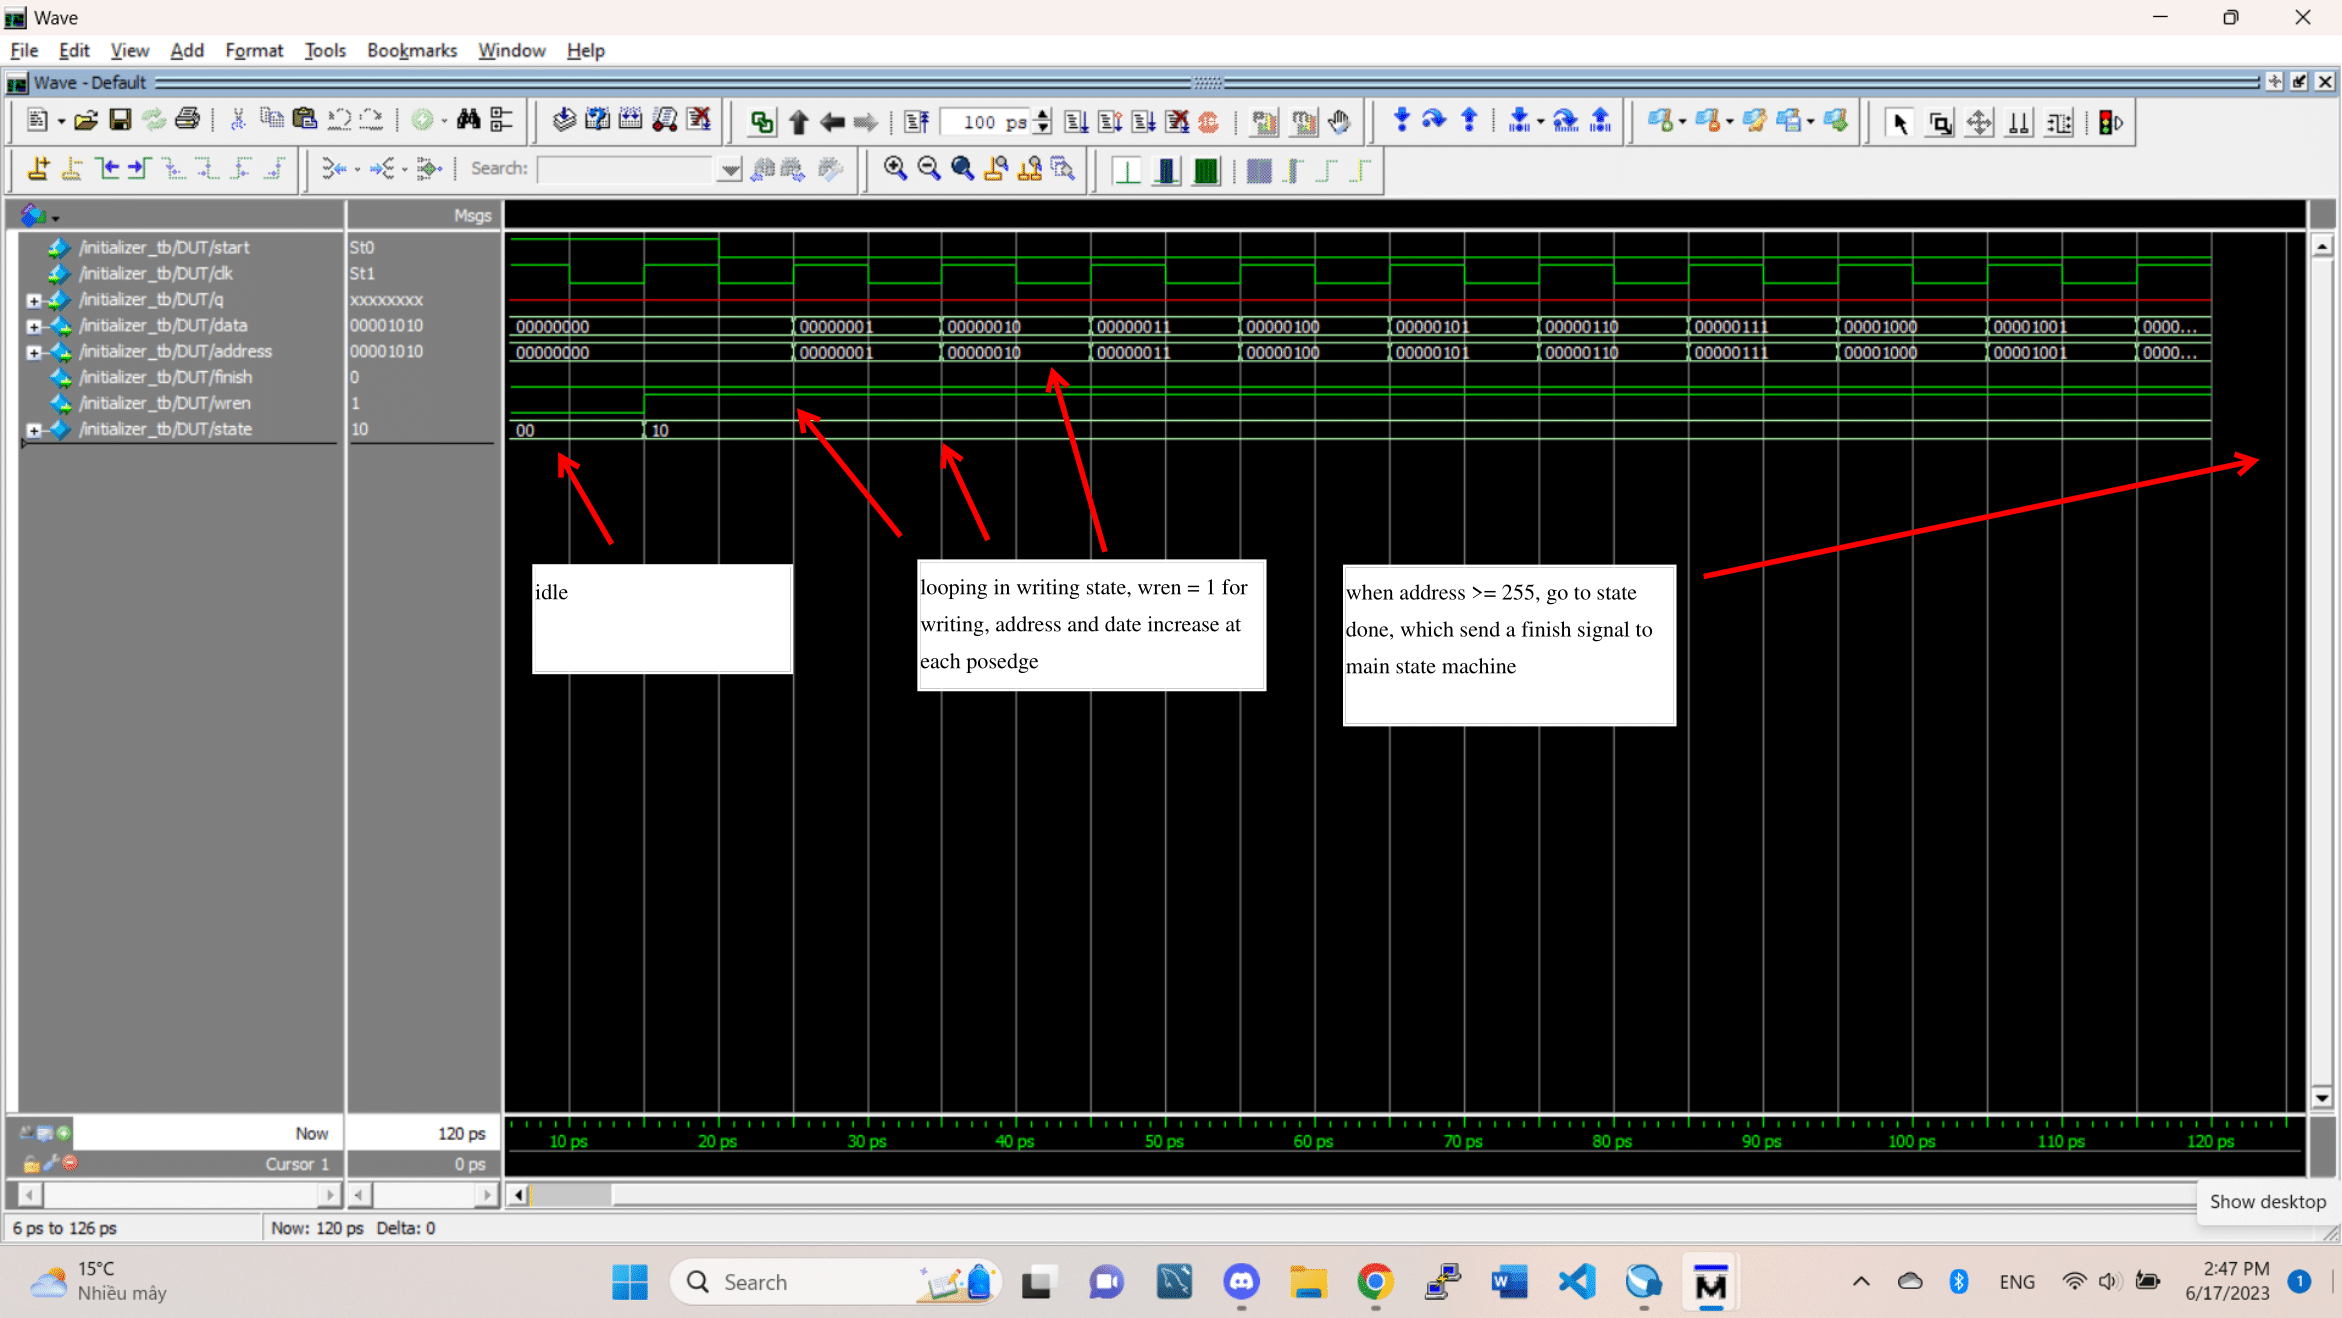 Wave
File Edit View Add Format Tools Bookmarks Window Help
Wave - Default
100 ps
Search:
Msgs
/initializer_tb/DUT/start St0
/initializer_tb/DUT/clk St1
/initializer_tb/DUT/q xxxxxxxx
/initializer_tb/DUT/data 00001010 00000000 00000001 00000010 00000011 00000100 00000101 00000110 00000111 00001000 00001001 0000...
/initializer_tb/DUT/address 00001010 00000000 00000001 00000010 00000011 00000100 00000101 00000110 00000111 00001000 00001001 0000...
/initializer_tb/DUT/finish 0
/initializer_tb/DUT/wren 1
/initializer_tb/DUT/state 10 00 10
idle
looping in writing state, wren = 1 for
writing, address and date increase at
each posedge
when address >= 255, go to state
done, which send a finish signal to
main state machine
Now 120 ps
10 ps 20 ps 30 ps 40 ps 50 ps 60 ps 70 ps 80 ps 90 ps 100 ps 110 ps 120 ps
Cursor 1 0 ps
Show desktop
6 ps to 126 ps Now: 120 ps Delta: 0
15°C
Nhiều mây
Search
ENG
2:47 PM
6/17/2023
1